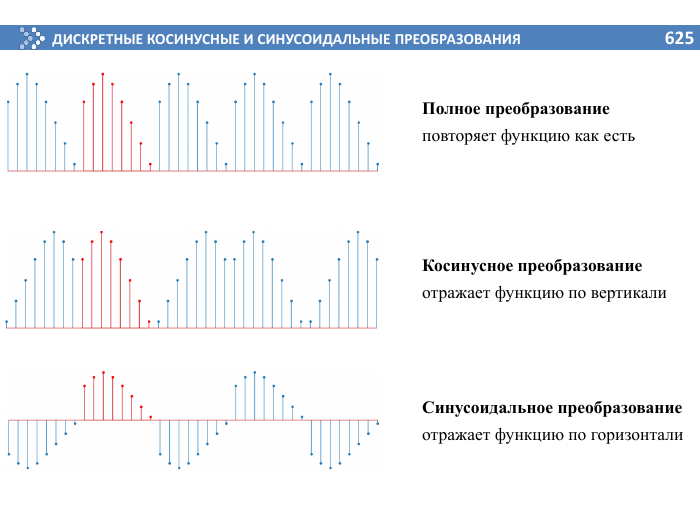 ДИСКРЕТНЫЕ КОСИНУСНЫЕ И СИНУСОИДАЛЬНЫЕ ПРЕОБРАЗОВАНИЯ 625
Полное преобразование
повторяет функцию как есть
Косинусное преобразование
отражает функцию по вертикали
Синусоидальное преобразование
отражает функцию по горизонтали